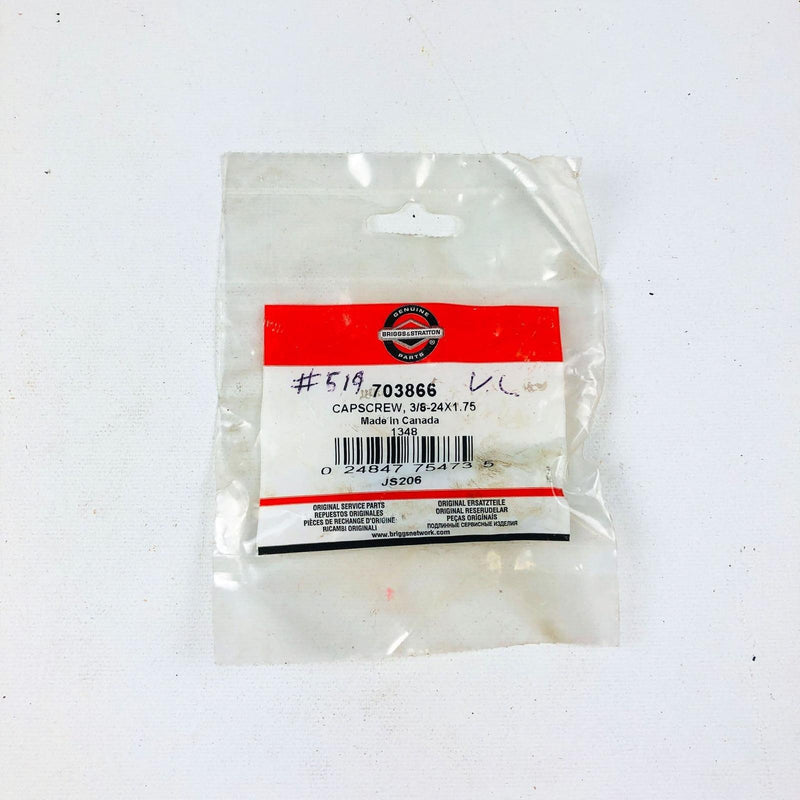 GENUINE
BRIGGS&STRATTON ®
PARTS
#519 703866 V.C
CAPSCREW, 3/8-24X1.75
Made in Canada
1348
0 24847 75473 5
JS206
ORIGINAL SERVICE PARTS
REPUESTOS ORIGINALES
PIÈCES DE RECHANGE D'ORIGINE
RICAMBI ORIGINALI
ORIGINAL ERSATZTEILE
ORIGINAL RESERUDELAR
PEÇAS ORIGINAIS
ПОДЛИННЫЕ СЕРВИСНЫЕ ИЗДЕЛИЯ
www.briggsnetwork.com